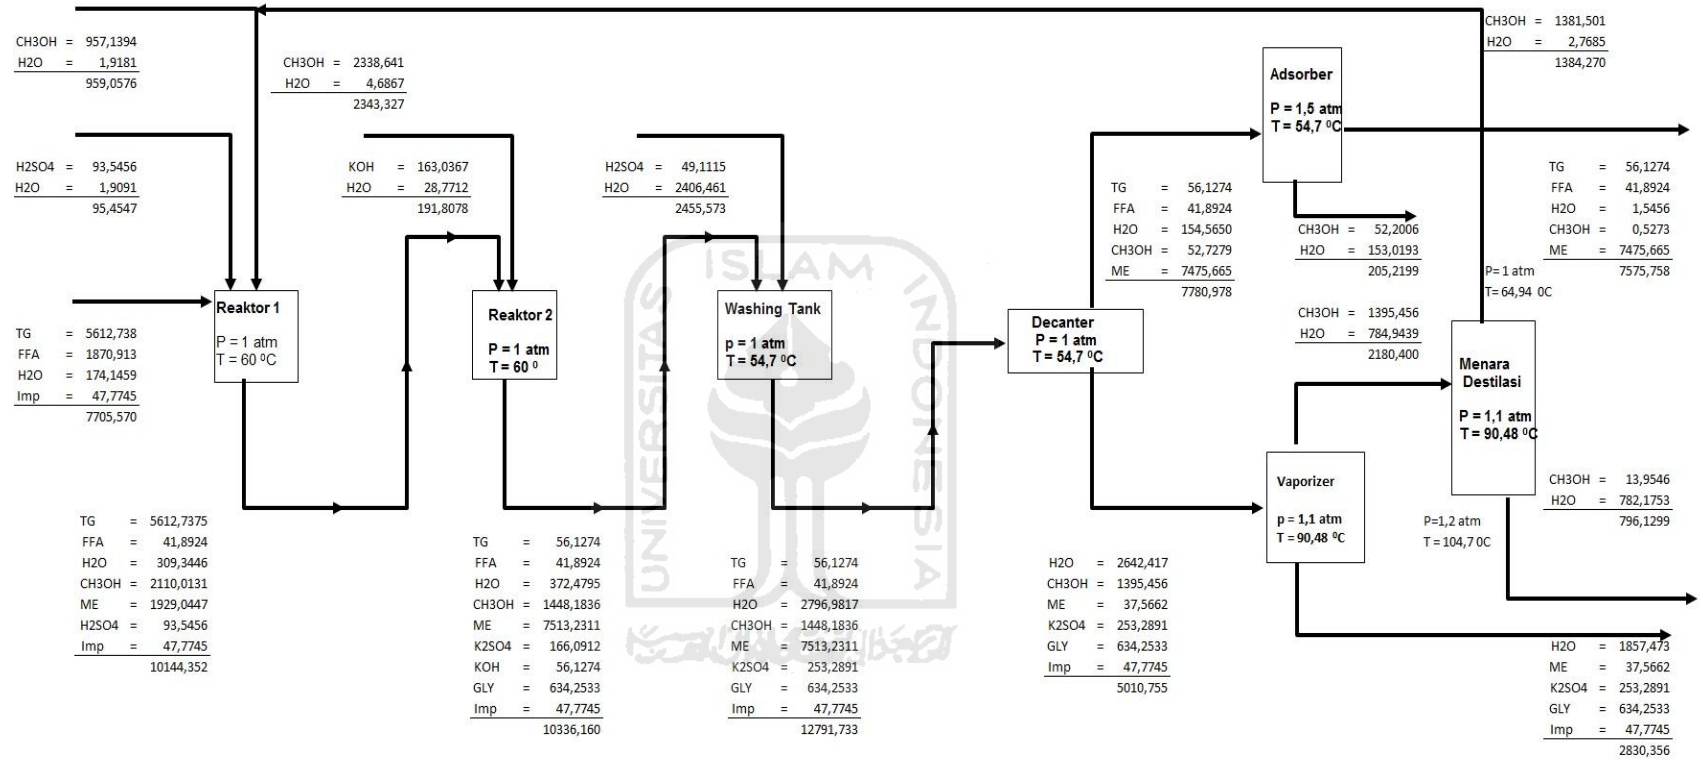 CH3OH = 957,1394
H2O = 1,9181
959,0576
CH3OH = 2338,641
H2O = 4,6867
2343,327
CH3OH = 1381,501
H2O = 2,7685
1384,270
H2SO4 = 93,5456
H2O = 1,9091
95,4547
KOH = 163,0367
H2O = 28,7712
191,8078
H2SO4 = 49,1115
H2O = 2406,461
2455,573
Adsorber
P = 1,5 atm
T = 54,7 ⁰C
TG = 56,1274
FFA = 41,8924
H2O = 154,5650
CH3OH = 52,7279
ME = 7475,665
7780,978
CH3OH = 52,2006
H2O = 153,0193
205,2199
TG = 56,1274
FFA = 41,8924
H2O = 1,5456
CH3OH = 0,5273
ME = 7475,665
7575,758
P= 1 atm
T= 64,94 0C
TG = 5612,738
FFA = 1870,913
H2O = 174,1459
Imp = 47,7745
7705,570
Reaktor 1
P = 1 atm
T = 60 ⁰C
Reaktor 2
P = 1 atm
T = 60 ⁰
Washing Tank
p = 1 atm
T = 54,7 ⁰C
Decanter
P = 1 atm
T = 54,7 ⁰C
CH3OH = 1395,456
H2O = 784,9439
2180,400
Menara
Destilasi
P = 1,1 atm
T = 90,48 ⁰C
Vaporizer
p = 1,1 atm
T = 90,48 ⁰C
CH3OH = 13,9546
H2O = 782,1753
796,1299
P=1,2 atm
T = 104,7 0C
TG = 5612,7375
FFA = 41,8924
H2O = 309,3446
CH3OH = 2110,0131
ME = 1929,0447
H2SO4 = 93,5456
Imp = 47,7745
10144,352
TG = 56,1274
FFA = 41,8924
H2O = 372,4795
CH3OH = 1448,1836
ME = 7513,2311
K2SO4 = 166,0912
KOH = 56,1274
GLY = 634,2533
Imp = 47,7745
10336,160
TG = 56,1274
FFA = 41,8924
H2O = 2796,9817
CH3OH = 1448,1836
ME = 7513,2311
K2SO4 = 253,2891
GLY = 634,2533
Imp = 47,7745
12791,733
H2O = 2642,417
CH3OH = 1395,456
ME = 37,5662
K2SO4 = 253,2891
GLY = 634,2533
Imp = 47,7745
5010,755
H2O = 1857,473
ME = 37,5662
K2SO4 = 253,2891
GLY = 634,2533
Imp = 47,7745
2830,356
UNIVERSITAS
ISLAM
INDONESIA